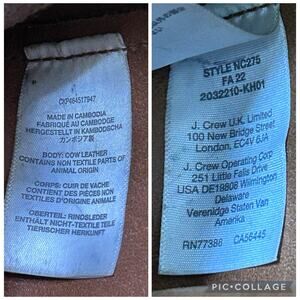 CXP464517947
MADE IN CAMBODIA
FABRIQUÉ AU CAMBODGE
HERGESTELLT IN KAMBODSCHA
カンボジア製
BODY: COW LEATHER
CONTAINS NON TEXTILE PARTS OF
ANIMAL ORIGIN
CORPS: CUIR DE VACHE
CONTIENT DES PIÈCES NON
TEXTILES D'ORIGINE ANIMALE
OBERTEIL: RINDSLEDER
ENTHÄLT NICHT-TEXTILE TEILE
TIERISCHER HERKUNFT
STYLE NC275
FA 22
2032210-KH01
J. Crew U.K. Limited
100 New Bridge Street
London, EC4V 6JA
J. Crew Operating Corp
251 Little Falls Drive
USA DE19808 Wilmington
Delaware
Verenidge Staten Van
Amerika
RN77388 CA56445
PIC•COLLAGE